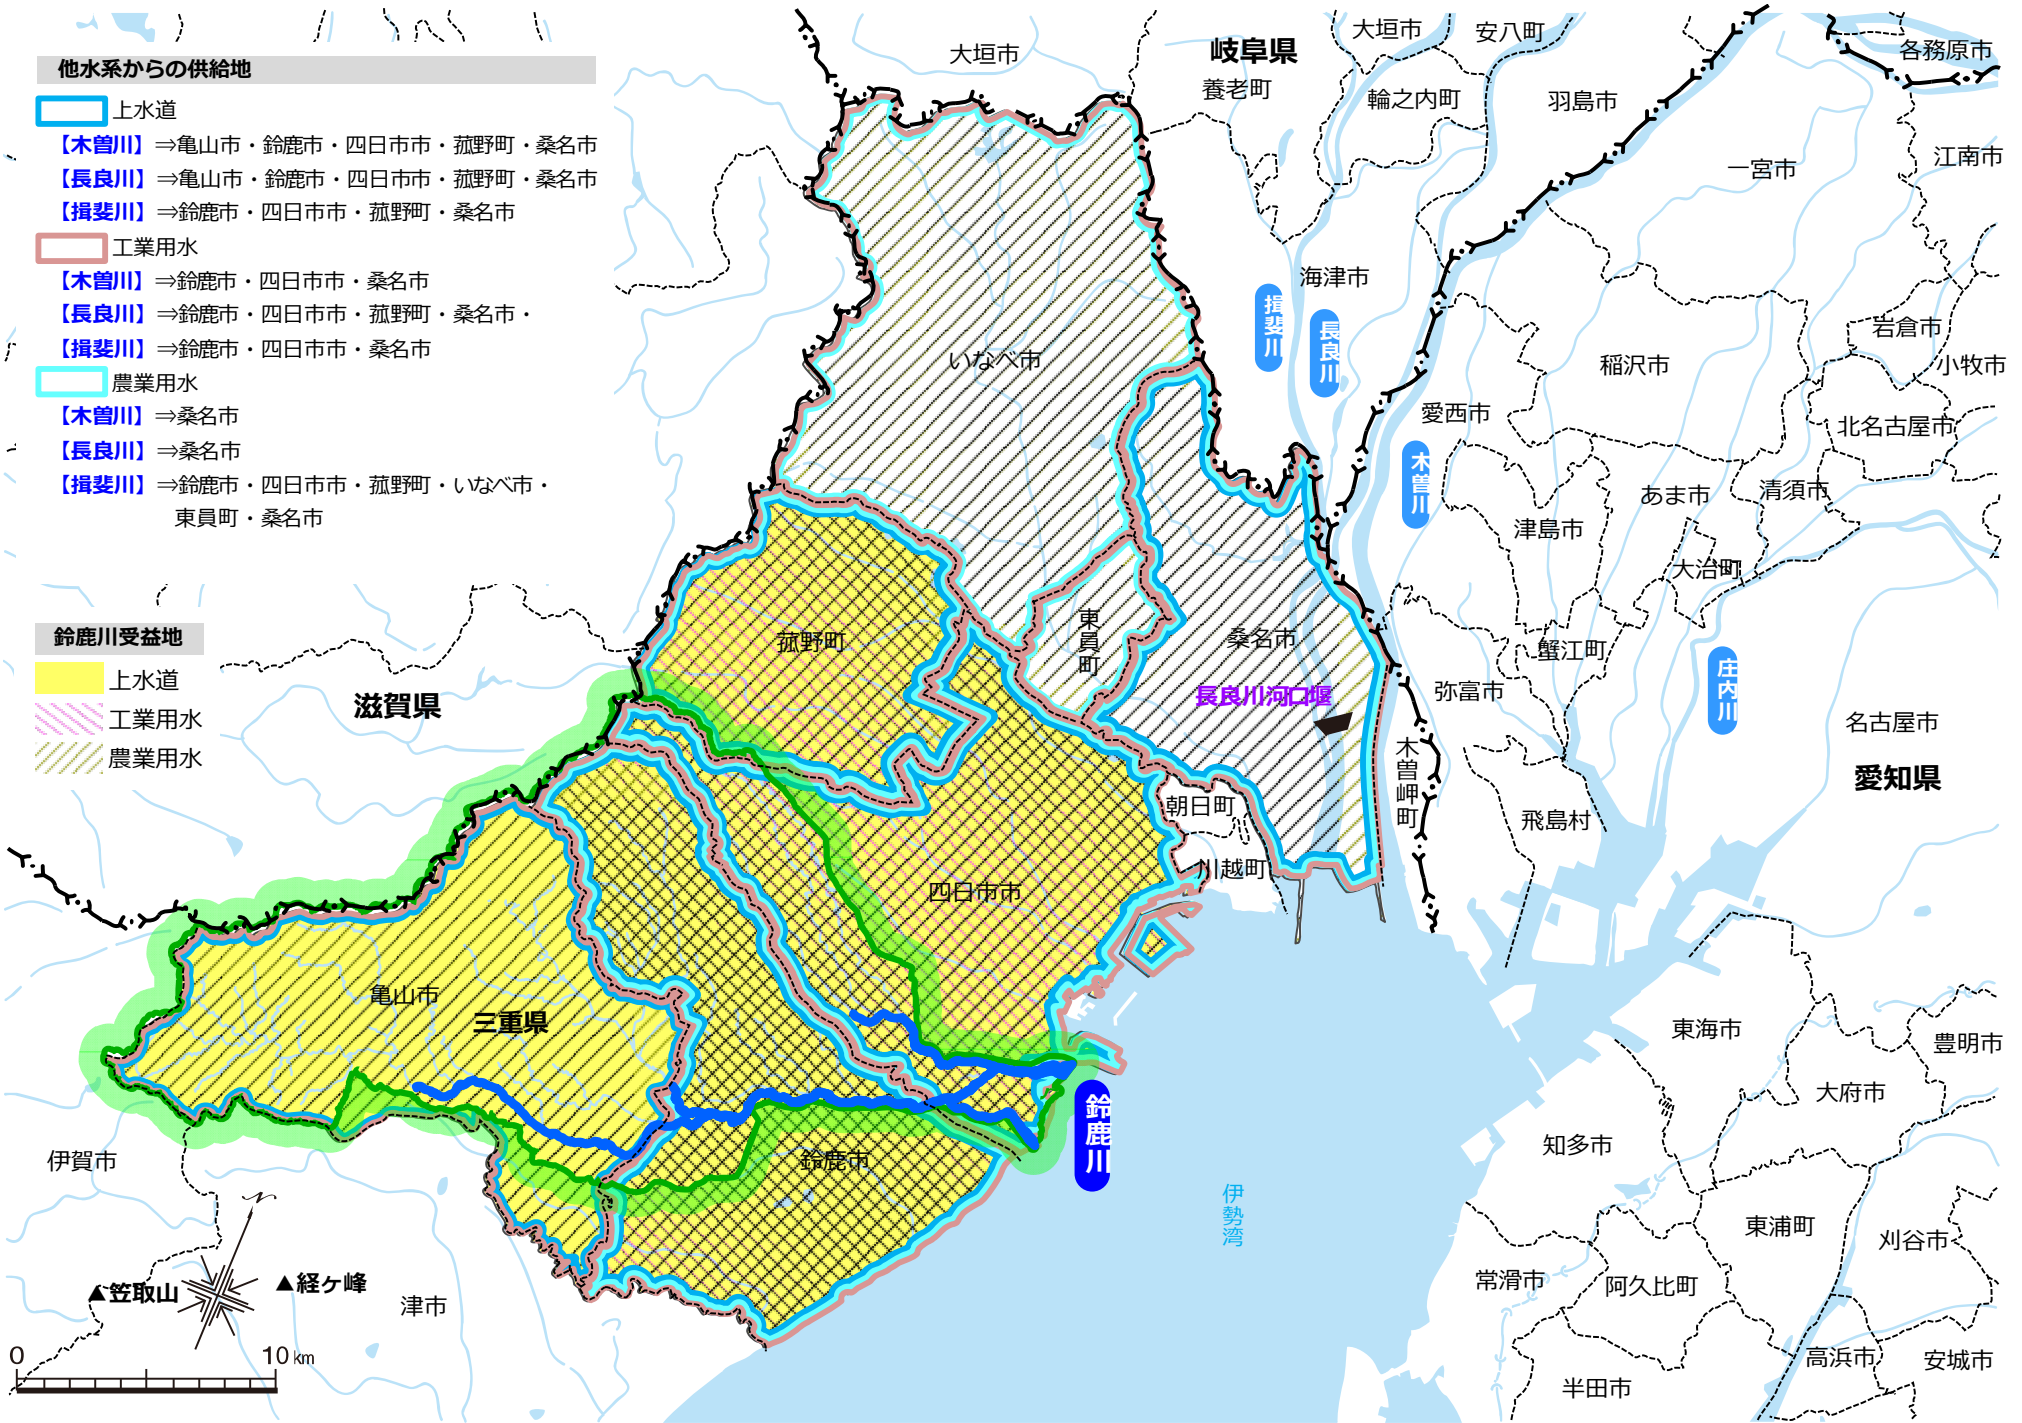 他水系からの供給地
上水道
【木曽川】⇒亀山市・鈴鹿市・四日市市・菰野町・桑名市
【長良川】⇒亀山市・鈴鹿市・四日市市・菰野町・桑名市
【揖斐川】⇒鈴鹿市・四日市市・菰野町・桑名市
工業用水
【木曽川】⇒鈴鹿市・四日市市・桑名市
【長良川】⇒鈴鹿市・四日市市・菰野町・桑名市・
【揖斐川】⇒鈴鹿市・四日市市・桑名市
農業用水
【木曽川】⇒桑名市
【長良川】⇒桑名市
【揖斐川】⇒鈴鹿市・四日市市・菰野町・いなべ市・
東員町・桑名市
鈴鹿川受益地
上水道
工業用水
農業用水
大垣市
岐阜県
養老町
大垣市
安八町
輪之内町
羽島市
各務原市
一宮市
江南市
海津市
揖斐川
長良川
岩倉市
小牧市
稲沢市
いなべ市
愛西市
北名古屋市
木曽川
あま市
清須市
津島市
大治町
菰野町
東員町
桑名市
蟹江町
長良川河口堰
弥富市
庄内川
滋賀県
名古屋市
愛知県
木曽岬町
朝日町
飛島村
川越町
四日市市
亀山市
三重県
東海市
豊明市
大府市
鈴鹿川
知多市
伊賀市
鈴鹿市
伊勢湾
東浦町
刈谷市
常滑市
阿久比町
▲笠取山
▲経ヶ峰
津市
高浜市
安城市
半田市
N
0
10 km